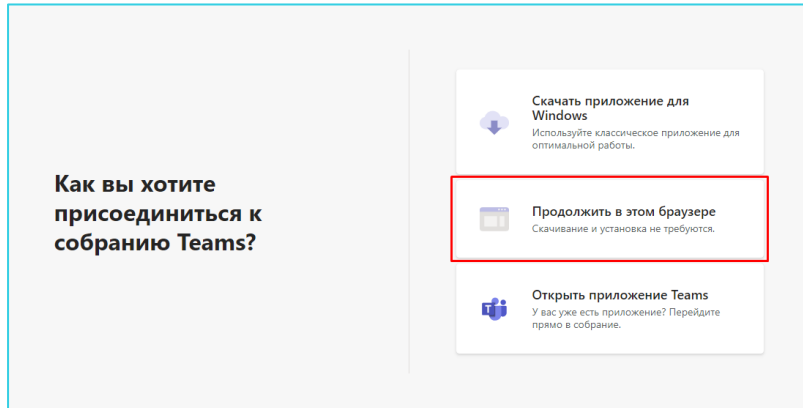 Как вы хотите
присоединиться к
собранию Teams?
Скачать приложение для
Windows
Используйте классическое приложение для
оптимальной работы.
Продолжить в этом браузере
Скачивание и установка не требуются.
Открыть приложение Teams
У вас уже есть приложение? Перейдите
прямо в собрание.